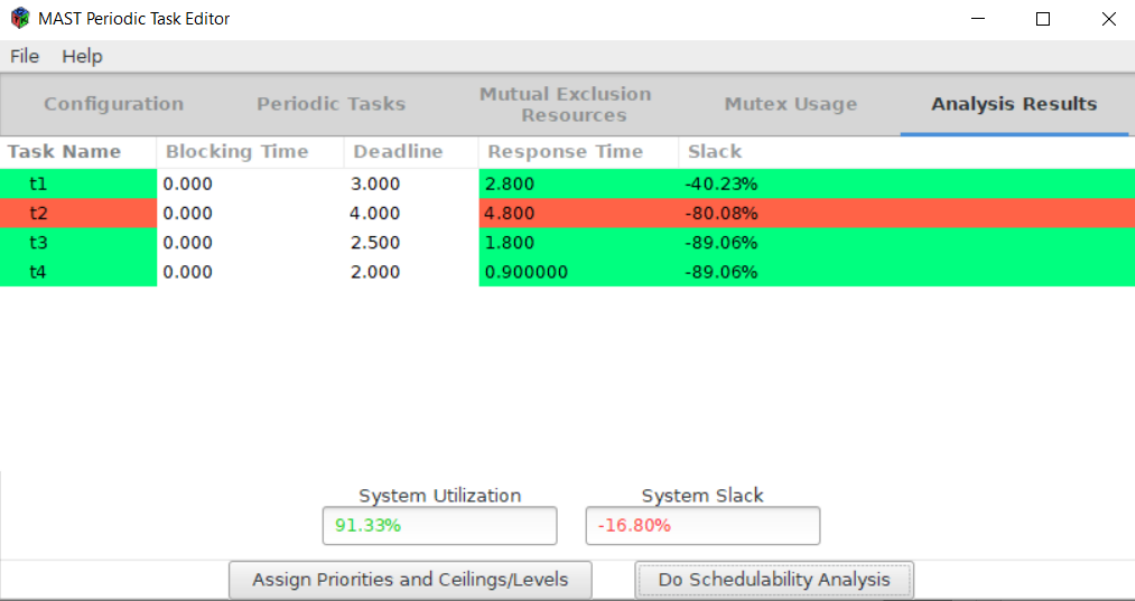 MAST Periodic Task Editor
File Help
Configuration Periodic Tasks Mutual Exclusion Resources Mutex Usage Analysis Results
Task Name Blocking Time Deadline Response Time Slack
t1 0.000 3.000 2.800 -40.23%
t2 0.000 4.000 4.800 -80.08%
t3 0.000 2.500 1.800 -89.06%
t4 0.000 2.000 0.900000 -89.06%
System Utilization System Slack
91.33% -16.80%
Assign Priorities and Ceilings/Levels Do Schedulability Analysis